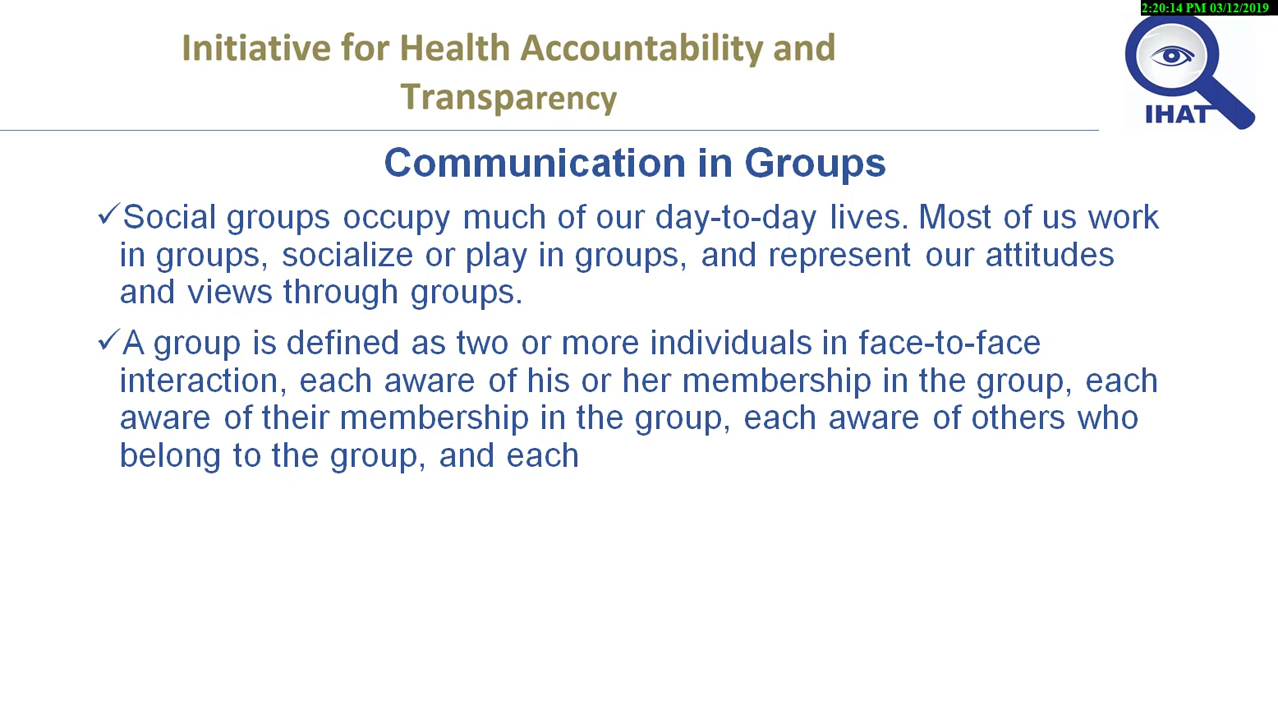 2:20:14 PM 03/12/2019
Initiative for Health Accountability and
Transparency
IHAT
Communication in Groups
✓Social groups occupy much of our day-to-day lives. Most of us work
in groups, socialize or play in groups, and represent our attitudes
and views through groups.
✓A group is defined as two or more individuals in face-to-face
interaction, each aware of his or her membership in the group, each
aware of their membership in the group, each aware of others who
belong to the group, and each